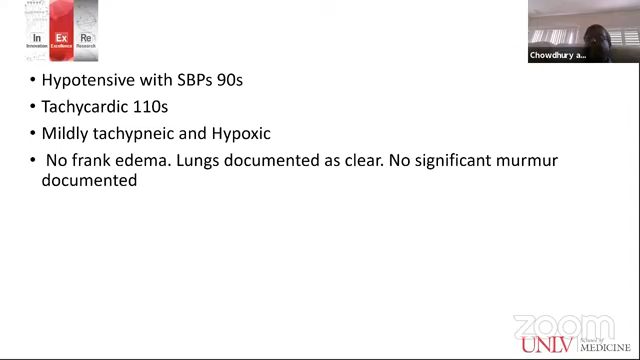 In
Innovation
Ex
Excellence
Re
Research
Chowdhury a...
• Hypotensive with SBPs 90s
• Tachycardic 110s
• Mildly tachypneic and Hypoxic
• No frank edema. Lungs documented as clear. No significant murmur
documented
zoom
UNLV School of
MEDICINE